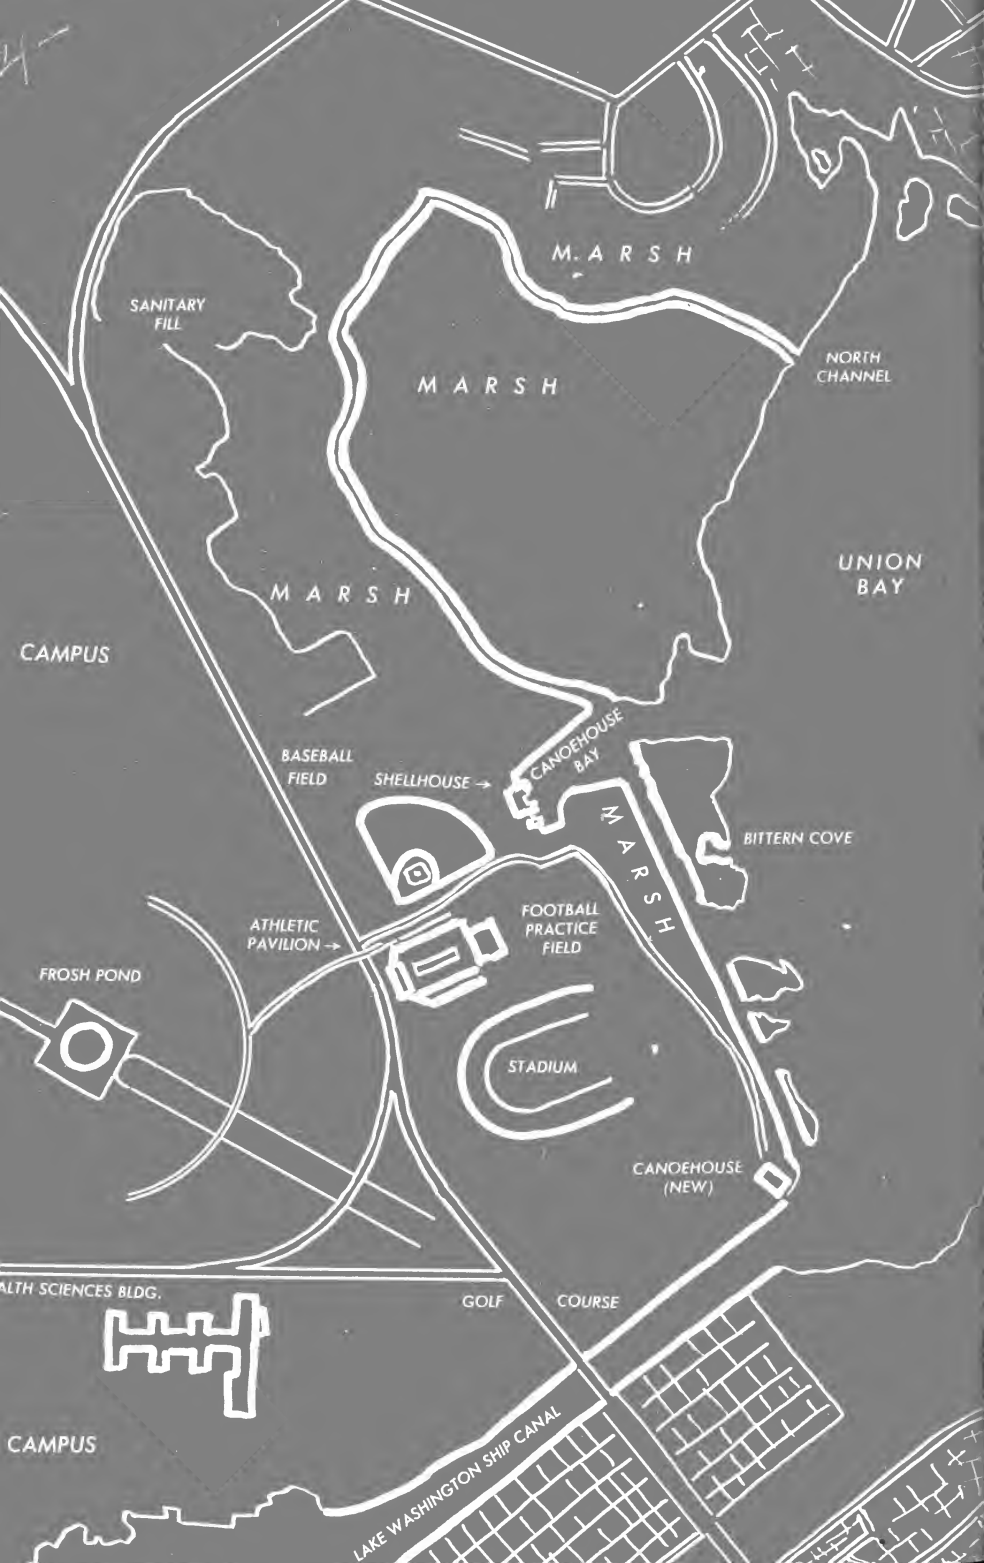 M. A R S H
SANITARY
FILL
NORTH
CHANNEL
M A R S H
UNION
BAY
M A R S H
CAMPUS
CANOEHOUSE
BAY
BASEBALL
FIELD
SHELLHOUSE →
M A R S H
BITTERN COVE
ATHLETIC
PAVILION →
FOOTBALL
PRACTICE
FIELD
FROSH POND
STADIUM
CANOEHOUSE
(NEW)
ALTH SCIENCES BLDG.
GOLF COURSE
CAMPUS
LAKE WASHINGTON SHIP CANAL